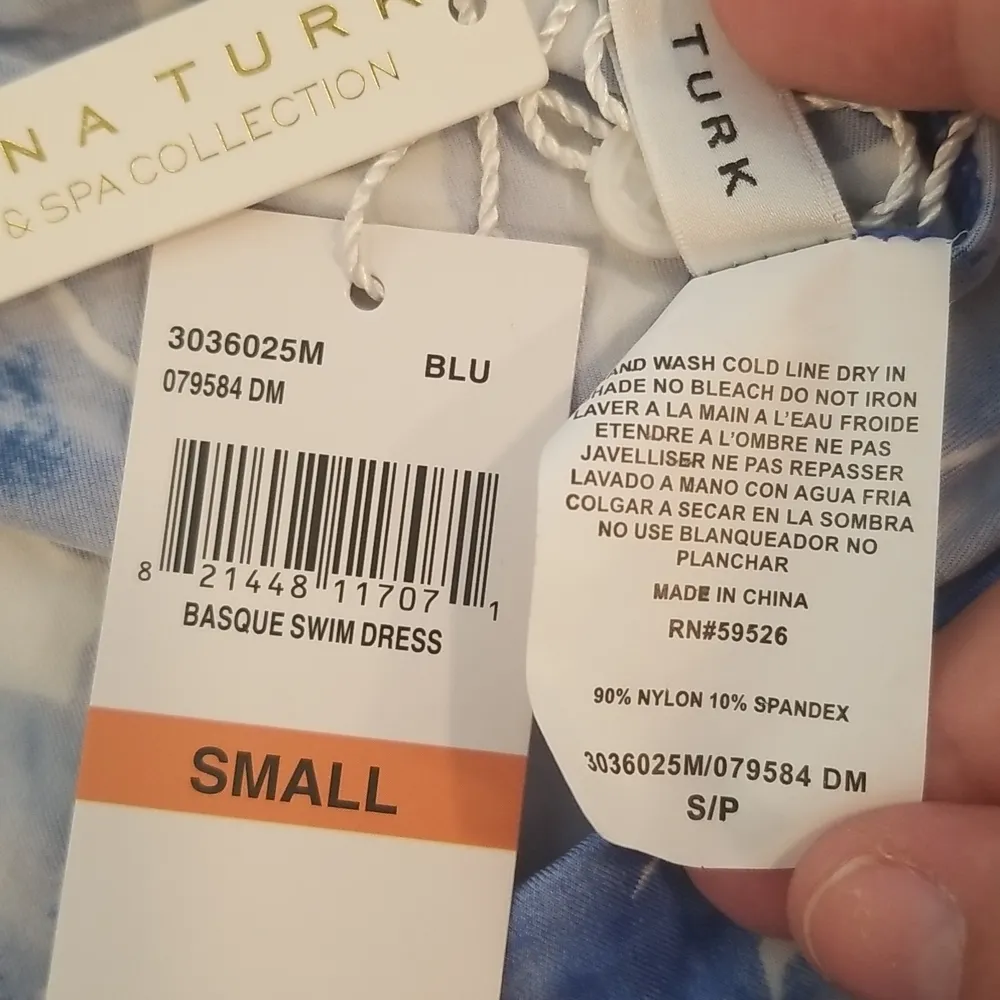 NA TURK
& SPA COLLECTION
TURK
3036025M BLU
079584 DM
8 21448 11707 1
BASQUE SWIM DRESS
SMALL
AND WASH COLD LINE DRY IN
HADE NO BLEACH DO NOT IRON
LAVER A LA MAIN A L'EAU FROIDE
ETENDRE A L'OMBRE NE PAS
JAVELLISER NE PAS REPASSER
LAVADO A MANO CON AGUA FRIA
COLGAR A SECAR EN LA SOMBRA
NO USE BLANQUEADOR NO
PLANCHAR
MADE IN CHINA
RN#59526
90% NYLON 10% SPANDEX
3036025M/079584 DM
S/P